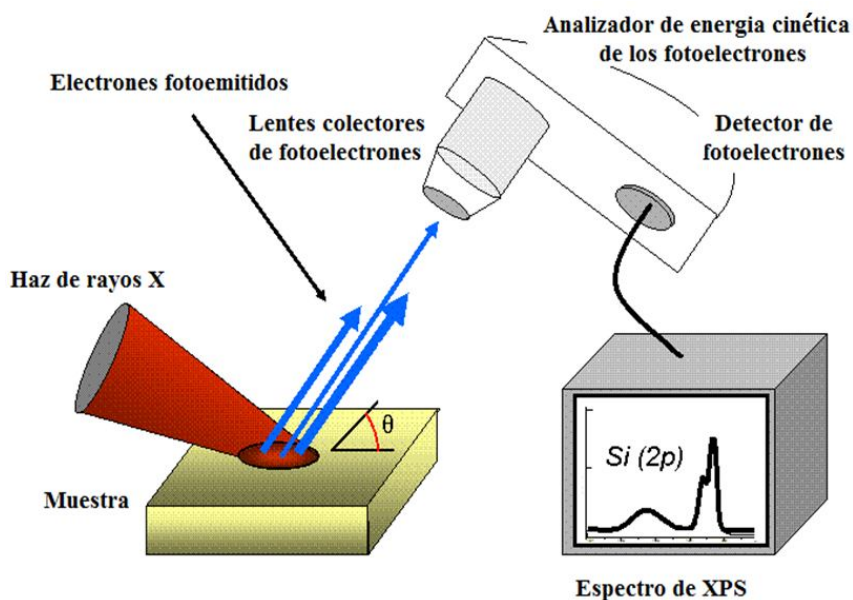 Analizador de energia cinética
de los fotoelectrones
Electrones fotoemitidos
Lentes colectores
de fotoelectrones
Detector de
fotoelectrones
Haz de rayos X
θ
Si (2p)
Muestra
Espectro de XPS